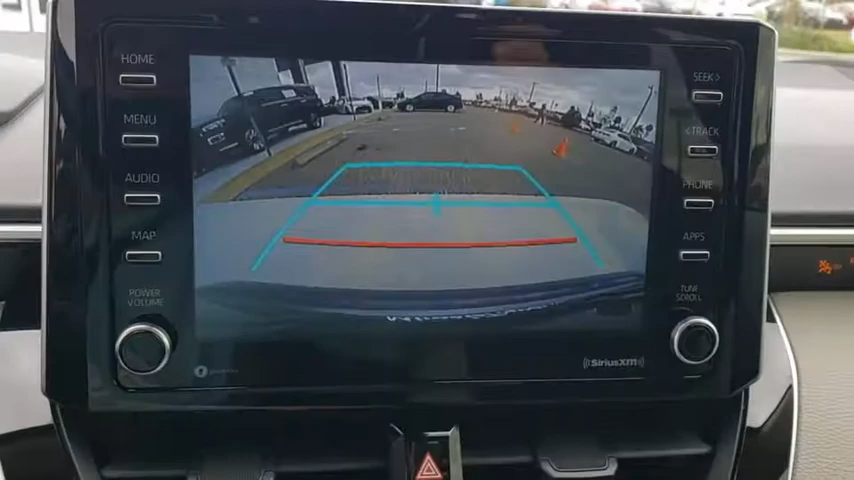 HOME
MENU
AUDIO
MAP
POWER
VOLUME
SEEK>
<TRACK
PHONE
APPS
TUNE
SCROLL
((SiriusXM))